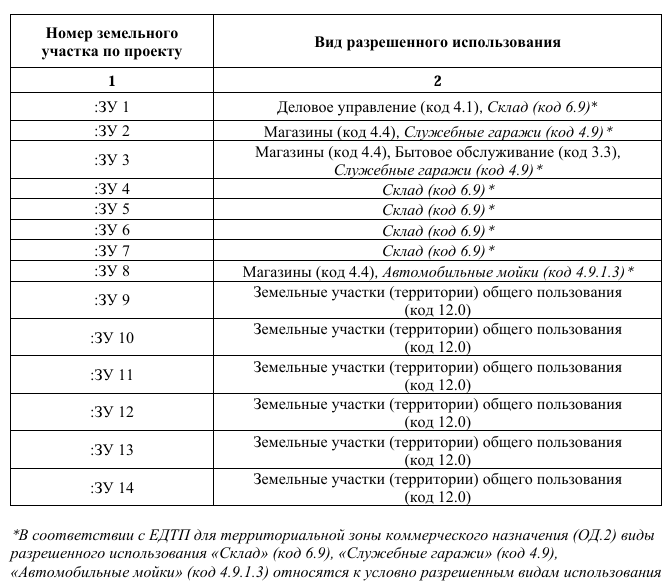 Номер земельного
участка по проекту
Вид разрешенного использования
1
2
:ЗУ 1
Деловое управление (код 4.1), Склад (код 6.9)*
:ЗУ 2
Магазины (код 4.4), Служебные гаражи (код 4.9)*
:ЗУ 3
Магазины (код 4.4), Бытовое обслуживание (код 3.3),
Служебные гаражи (код 4.9)*
:ЗУ 4
Склад (код 6.9)*
:ЗУ 5
Склад (код 6.9)*
:ЗУ 6
Склад (код 6.9)*
:ЗУ 7
Склад (код 6.9)*
:ЗУ 8
Магазины (код 4.4), Автомобильные мойки (код 4.9.1.3)*
:ЗУ 9
Земельные участки (территории) общего пользования
(код 12.0)
:ЗУ 10
Земельные участки (территории) общего пользования
(код 12.0)
:ЗУ 11
Земельные участки (территории) общего пользования
(код 12.0)
:ЗУ 12
Земельные участки (территории) общего пользования
(код 12.0)
:ЗУ 13
Земельные участки (территории) общего пользования
(код 12.0)
:ЗУ 14
Земельные участки (территории) общего пользования
(код 12.0)
*В соответствии с ЕДТП для территориальной зоны коммерческого назначения (ОД.2) виды
разрешенного использования «Склад» (код 6.9), «Служебные гаражи» (код 4.9),
«Автомобильные мойки» (код 4.9.1.3) относятся к условно разрешенным видам использования